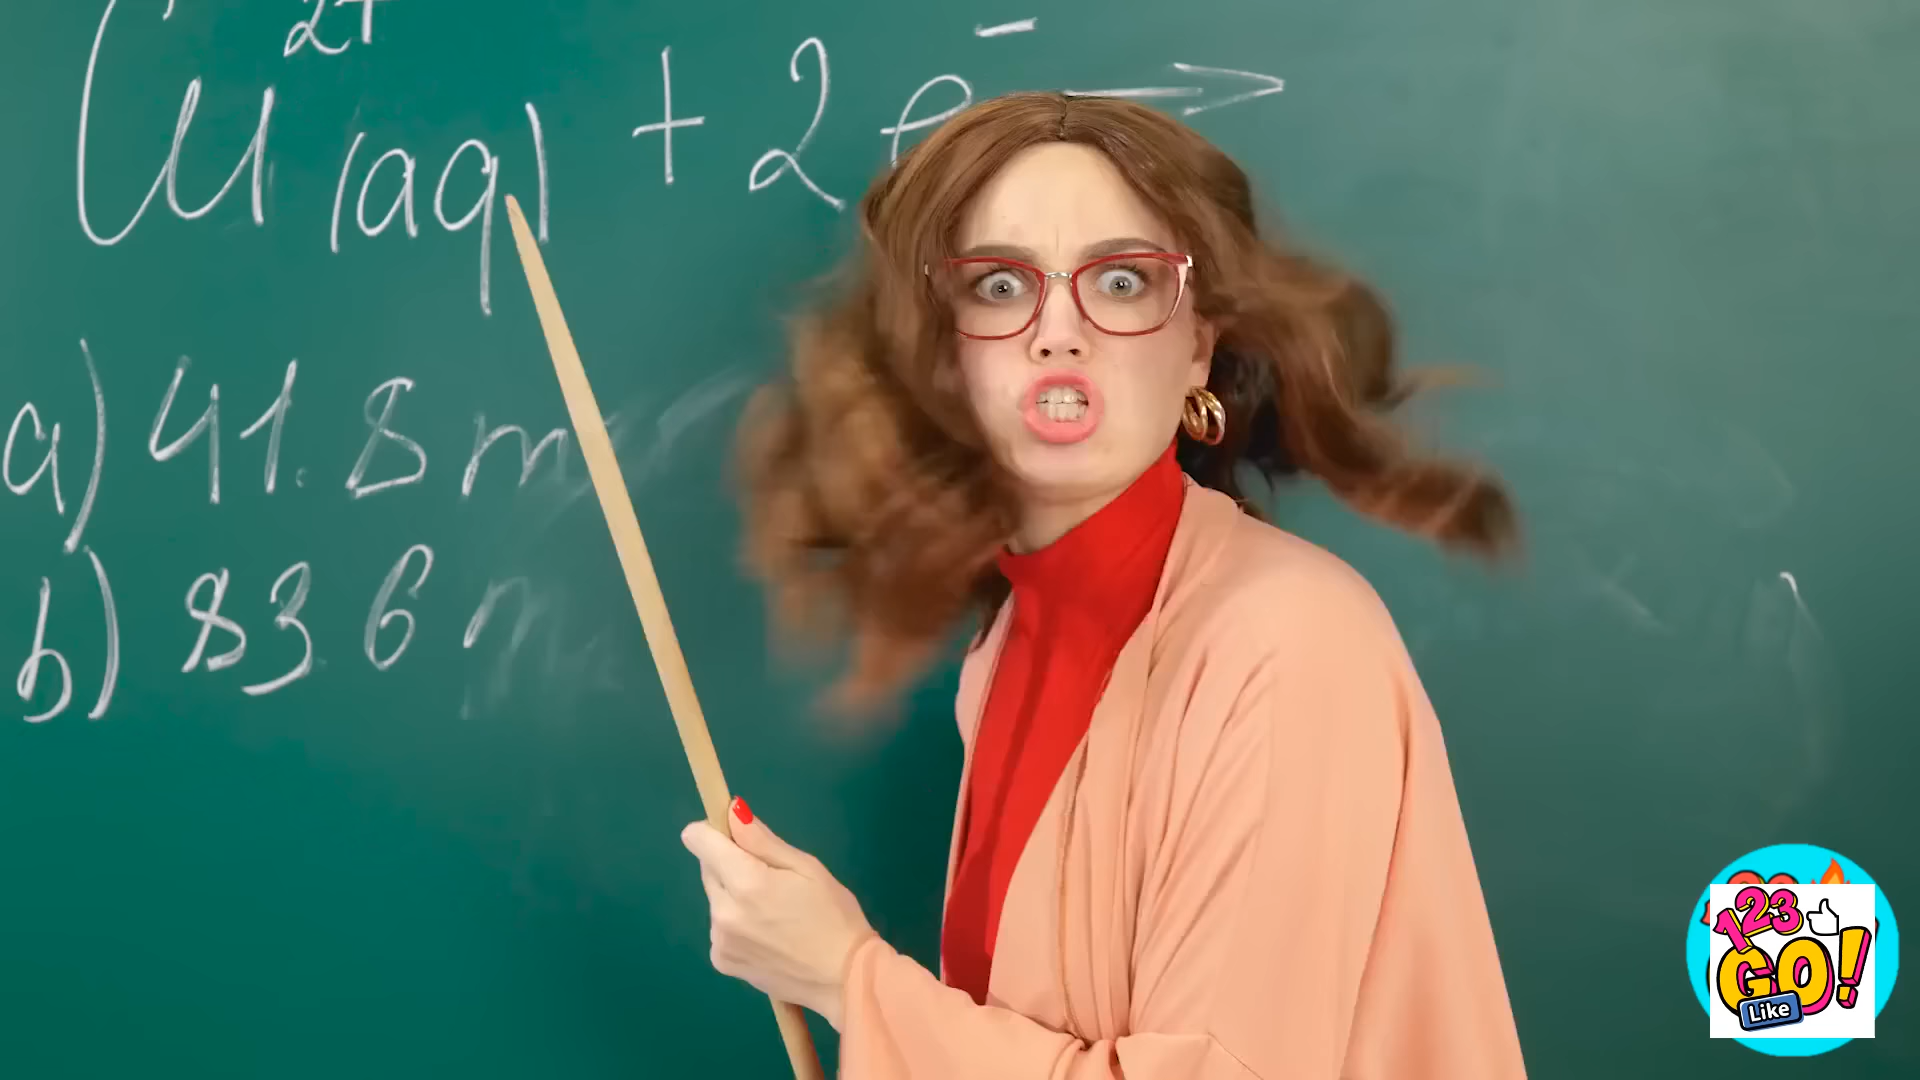 Cu²⁺(aq) + 2e⁻ →
a) 41.8 m
b) 83 6 m
123
GO!
Like